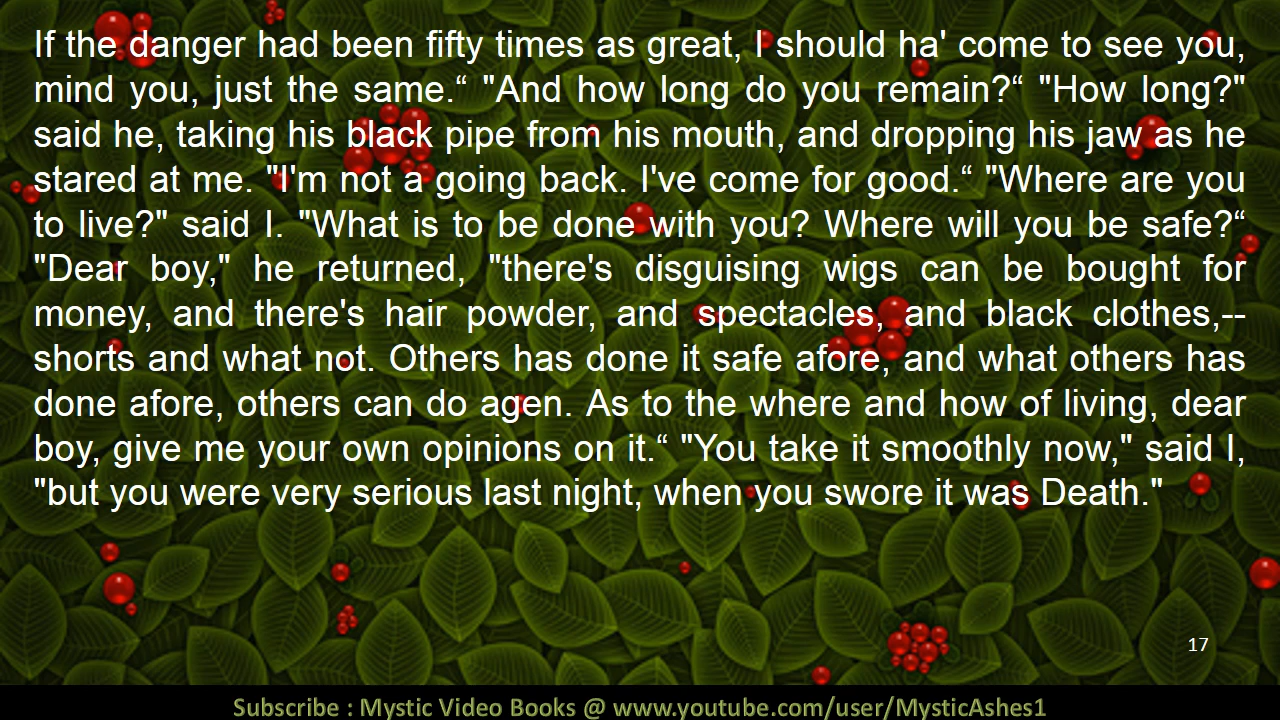 If the danger had been fifty times as great, I should ha' come to see you,
mind you, just the same.“ "And how long do you remain?“ "How long?"
said he, taking his black pipe from his mouth, and dropping his jaw as he
stared at me. "I'm not a going back. I've come for good.“ "Where are you
to live?" said I. "What is to be done with you? Where will you be safe?“
"Dear boy," he returned, "there's disguising wigs can be bought for
money, and there's hair powder, and spectacles, and black clothes,--
shorts and what not. Others has done it safe afore, and what others has
done afore, others can do agen. As to the where and how of living, dear
boy, give me your own opinions on it.“ "You take it smoothly now," said I,
"but you were very serious last night, when you swore it was Death."
17
Subscribe : Mystic Video Books @ www.youtube.com/user/MysticAshes1